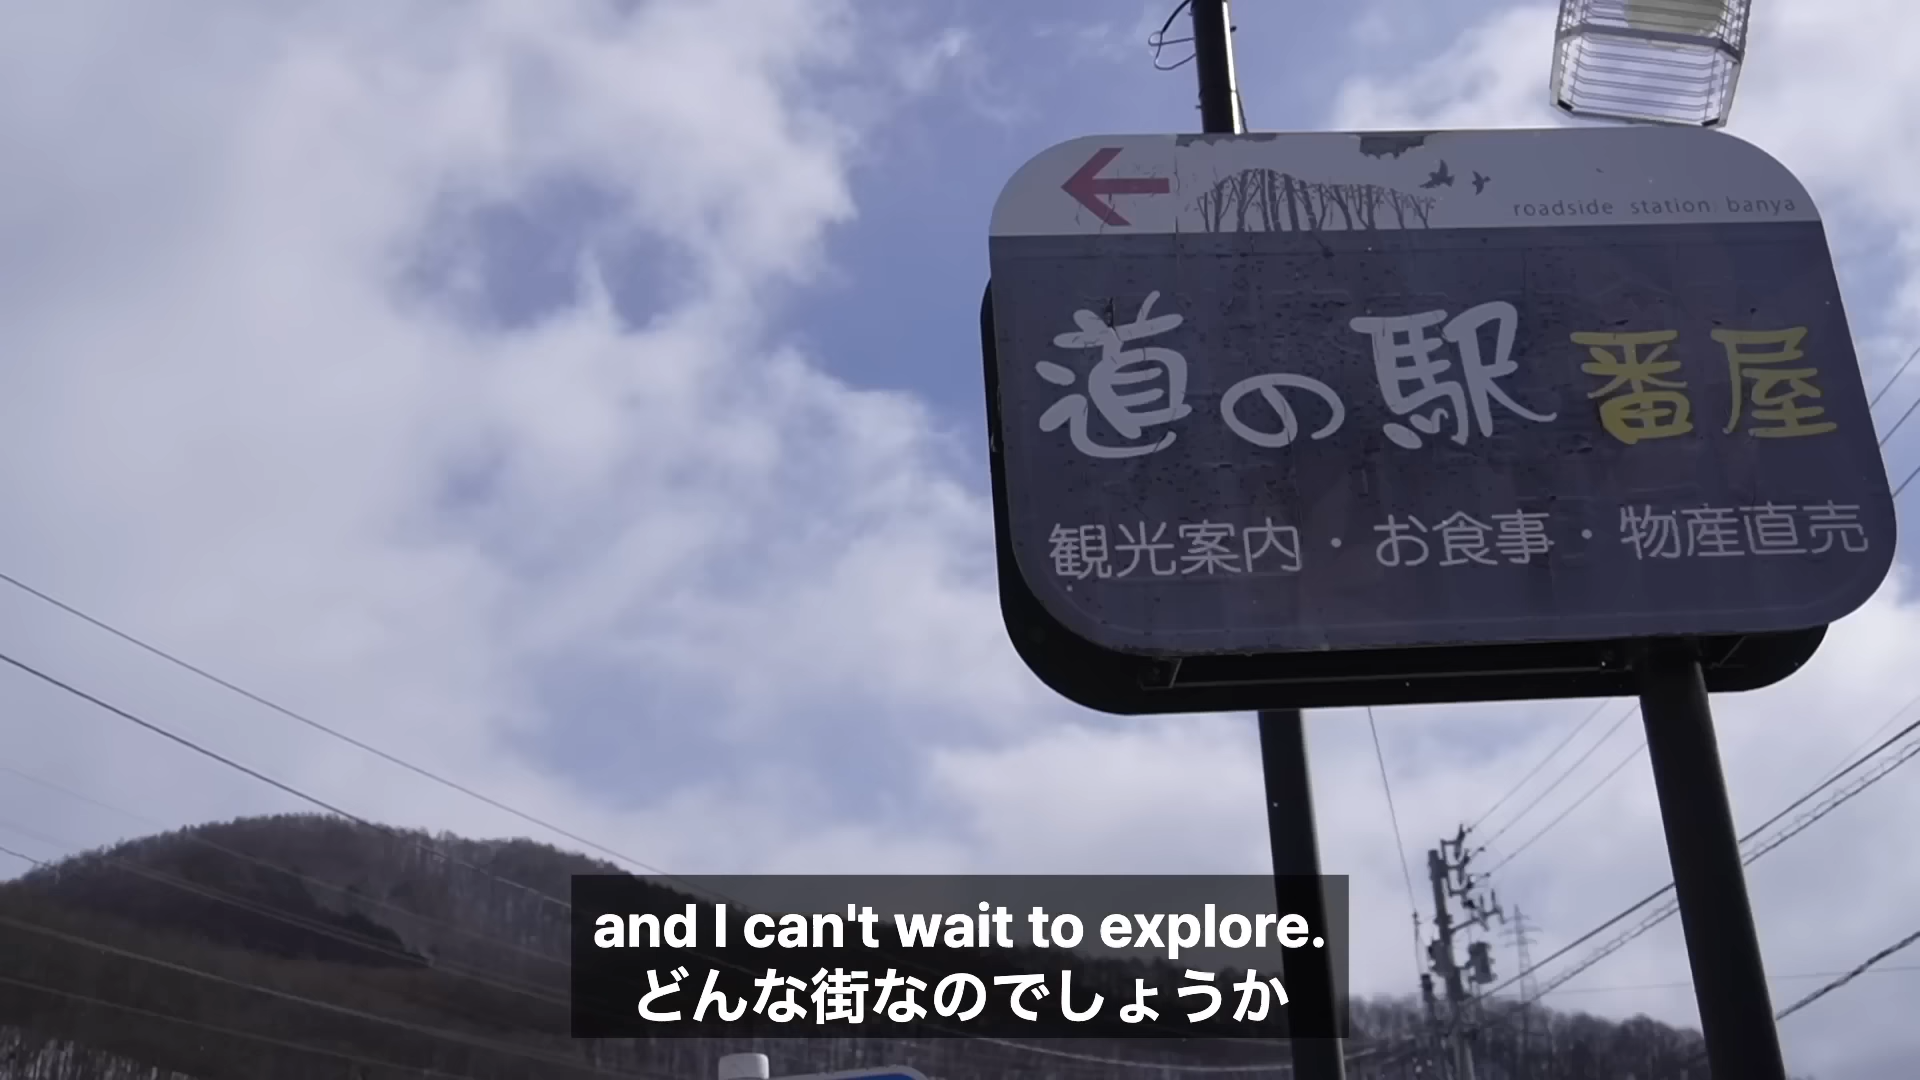 roadside station banya
道の駅 番屋
観光案内・お食事・物産直売
and I can't wait to explore.
どんな街なのでしょうか